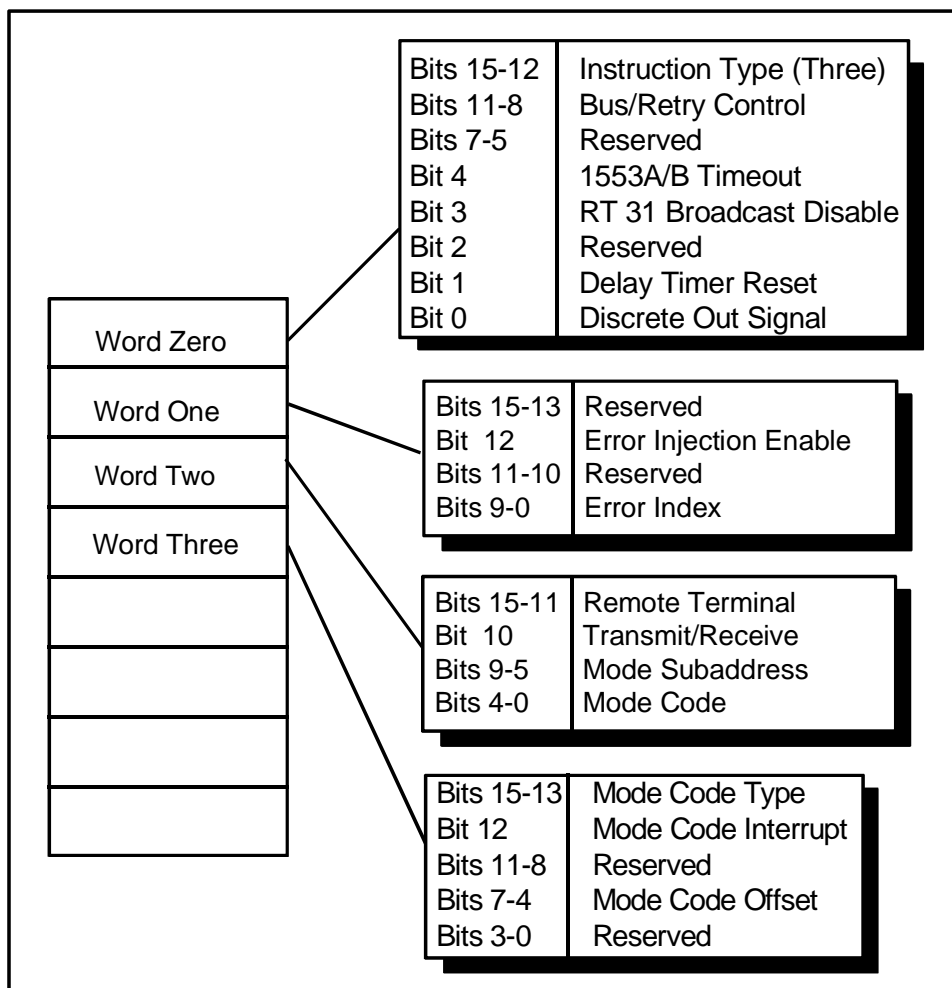 Bits 15-12 Instruction Type (Three)
Bits 11-8 Bus/Retry Control
Bits 7-5 Reserved
Bit 4 1553A/B Timeout
Bit 3 RT 31 Broadcast Disable
Bit 2 Reserved
Bit 1 Delay Timer Reset
Bit 0 Discrete Out Signal
Word Zero
Word One
Word Two
Word Three
Bits 15-13 Reserved
Bit 12 Error Injection Enable
Bits 11-10 Reserved
Bits 9-0 Error Index
Bits 15-11 Remote Terminal
Bit 10 Transmit/Receive
Bits 9-5 Mode Subaddress
Bits 4-0 Mode Code
Bits 15-13 Mode Code Type
Bit 12 Mode Code Interrupt
Bits 11-8 Reserved
Bits 7-4 Mode Code Offset
Bits 3-0 Reserved